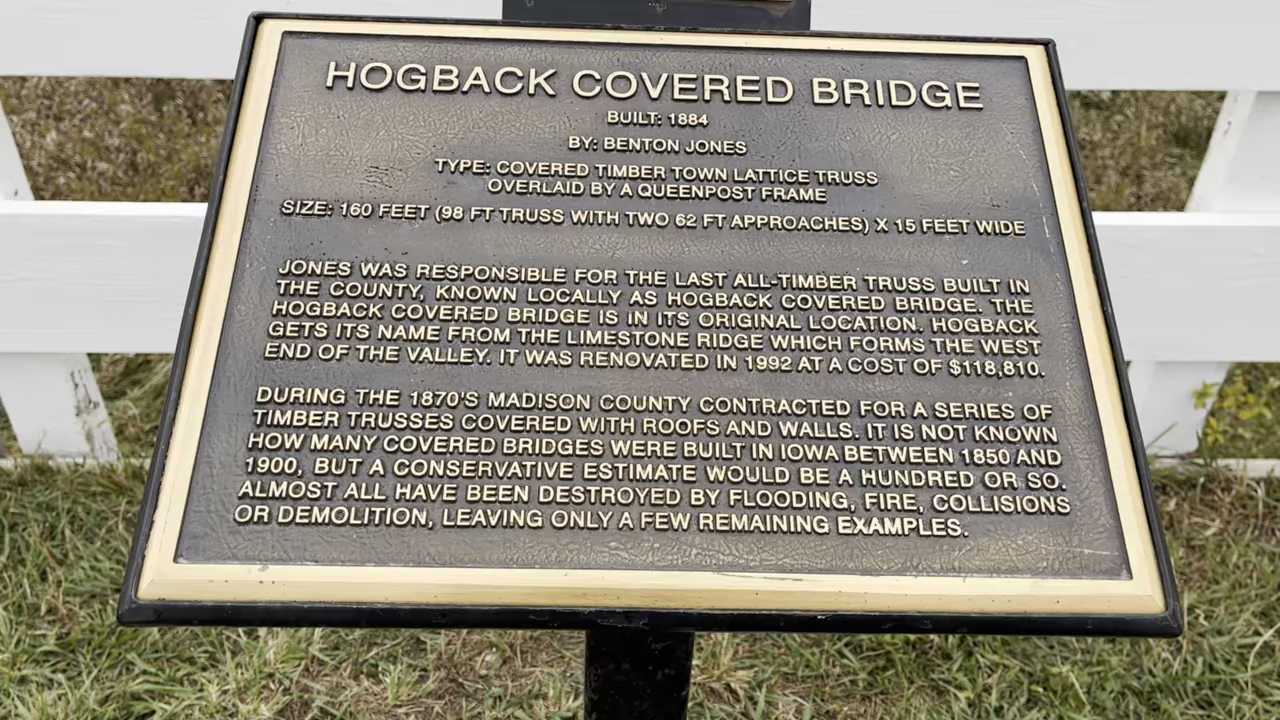 HOGBACK COVERED BRIDGE
BUILT: 1884
BY: BENTON JONES
TYPE: COVERED TIMBER TOWN LATTICE TRUSS
OVERLAID BY A QUEENPOST FRAME
SIZE: 160 FEET (98 FT TRUSS WITH TWO 62 FT APPROACHES) X 15 FEET WIDE
JONES WAS RESPONSIBLE FOR THE LAST ALL-TIMBER TRUSS BUILT IN
THE COUNTY, KNOWN LOCALLY AS HOGBACK COVERED BRIDGE. THE
HOGBACK COVERED BRIDGE IS IN ITS ORIGINAL LOCATION. HOGBACK
GETS ITS NAME FROM THE LIMESTONE RIDGE WHICH FORMS THE WEST
END OF THE VALLEY. IT WAS RENOVATED IN 1992 AT A COST OF $118,810.
DURING THE 1870'S MADISON COUNTY CONTRACTED FOR A SERIES OF
TIMBER TRUSSES COVERED WITH ROOFS AND WALLS. IT IS NOT KNOWN
HOW MANY COVERED BRIDGES WERE BUILT IN IOWA BETWEEN 1850 AND
1900, BUT A CONSERVATIVE ESTIMATE WOULD BE A HUNDRED OR SO.
ALMOST ALL HAVE BEEN DESTROYED BY FLOODING, FIRE, COLLISIONS
OR DEMOLITION, LEAVING ONLY A FEW REMAINING EXAMPLES.